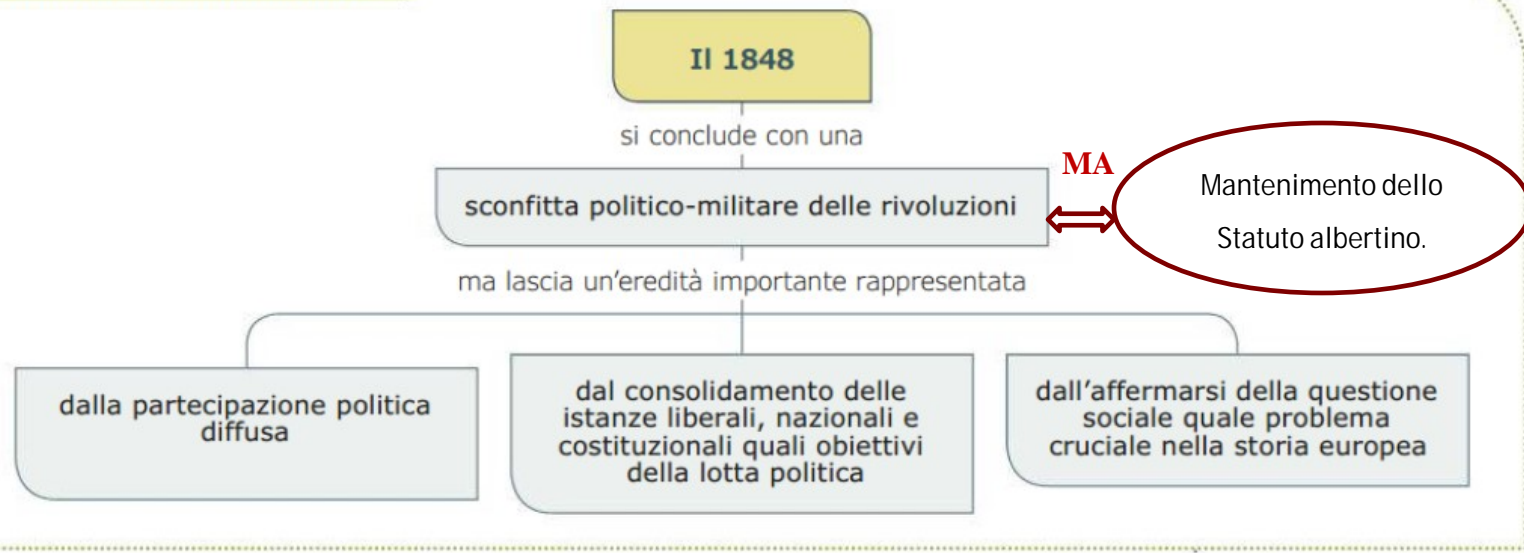 Il 1848
si conclude con una
sconfitta politico-militare delle rivoluzioni
MA
Mantenimento dello
Statuto albertino.
ma lascia un'eredità importante rappresentata
dalla partecipazione politica
diffusa
dal consolidamento delle
istanze liberali, nazionali e
costituzionali quali obiettivi
della lotta politica
dall'affermarsi della questione
sociale quale problema
cruciale nella storia europea